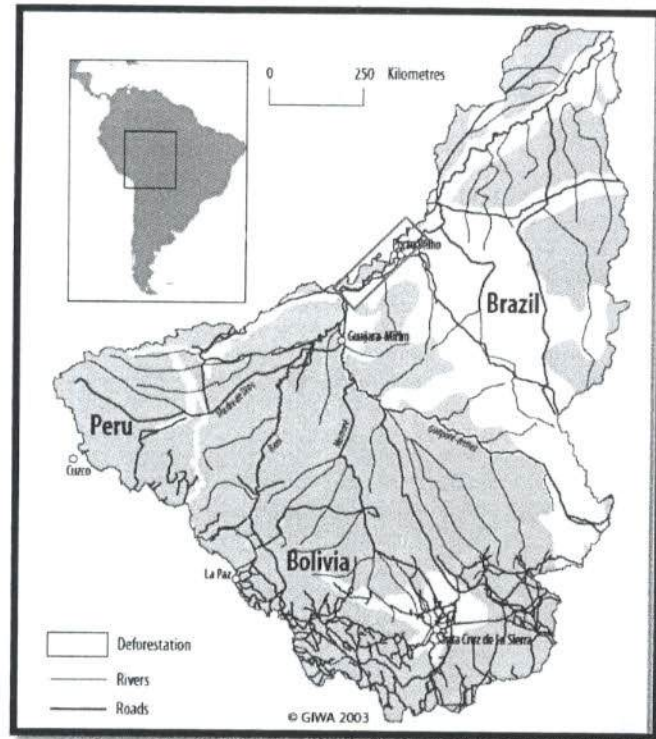 0 250 Kilometres
Porto Velho
Brazil
Guajara-Mirim
Peru
Cuzco
Beni
Bolivia
La Paz
Santa Cruz de la Sierra
Deforestation
Rivers
Roads
© GIWA 2003